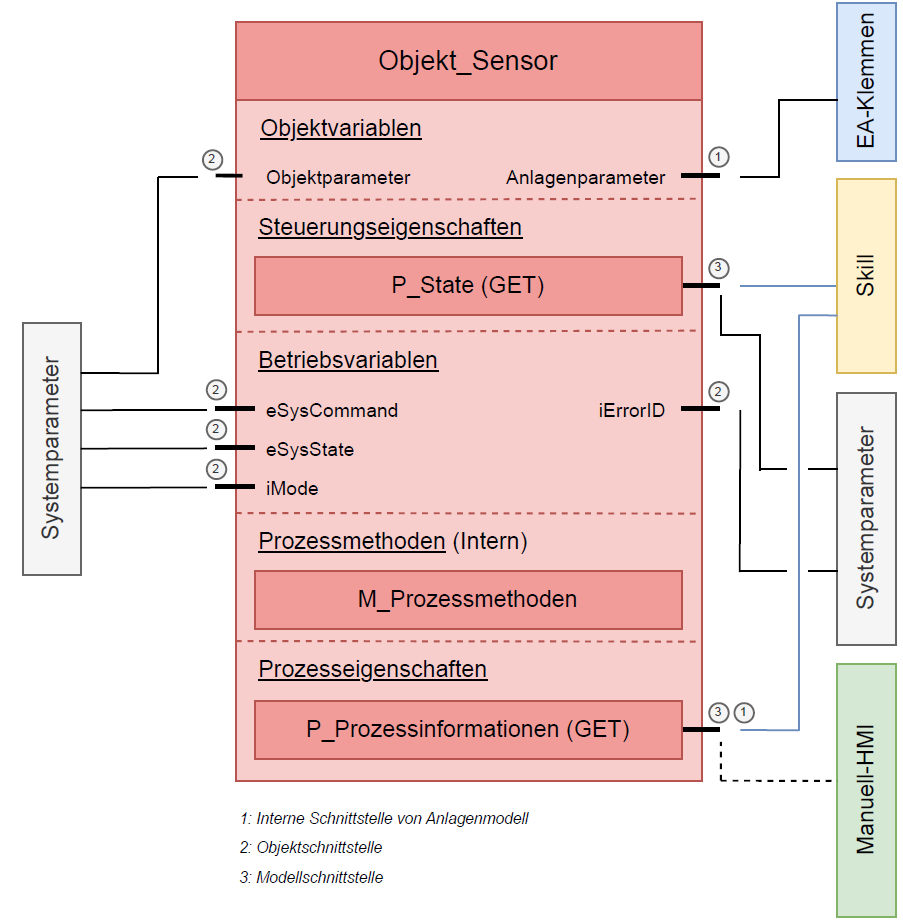 Objekt_Sensor
EA-Klemmen
Objektvariablen
2
1
Objektparameter
Anlagenparameter
Steuerungseigenschaften
3
P_State (GET)
Skill
Betriebsvariablen
2
2
eSysCommand
iErrorID
2
eSysState
2
iMode
Systemparameter
Systemparameter
Prozessmethoden (Intern)
M_Prozessmethoden
Prozesseigenschaften
3
1
P_Prozessinformationen (GET)
Manuell-HMI
1: Interne Schnittstelle von Anlagenmodell
2: Objektschnittstelle
3: Modellschnittstelle